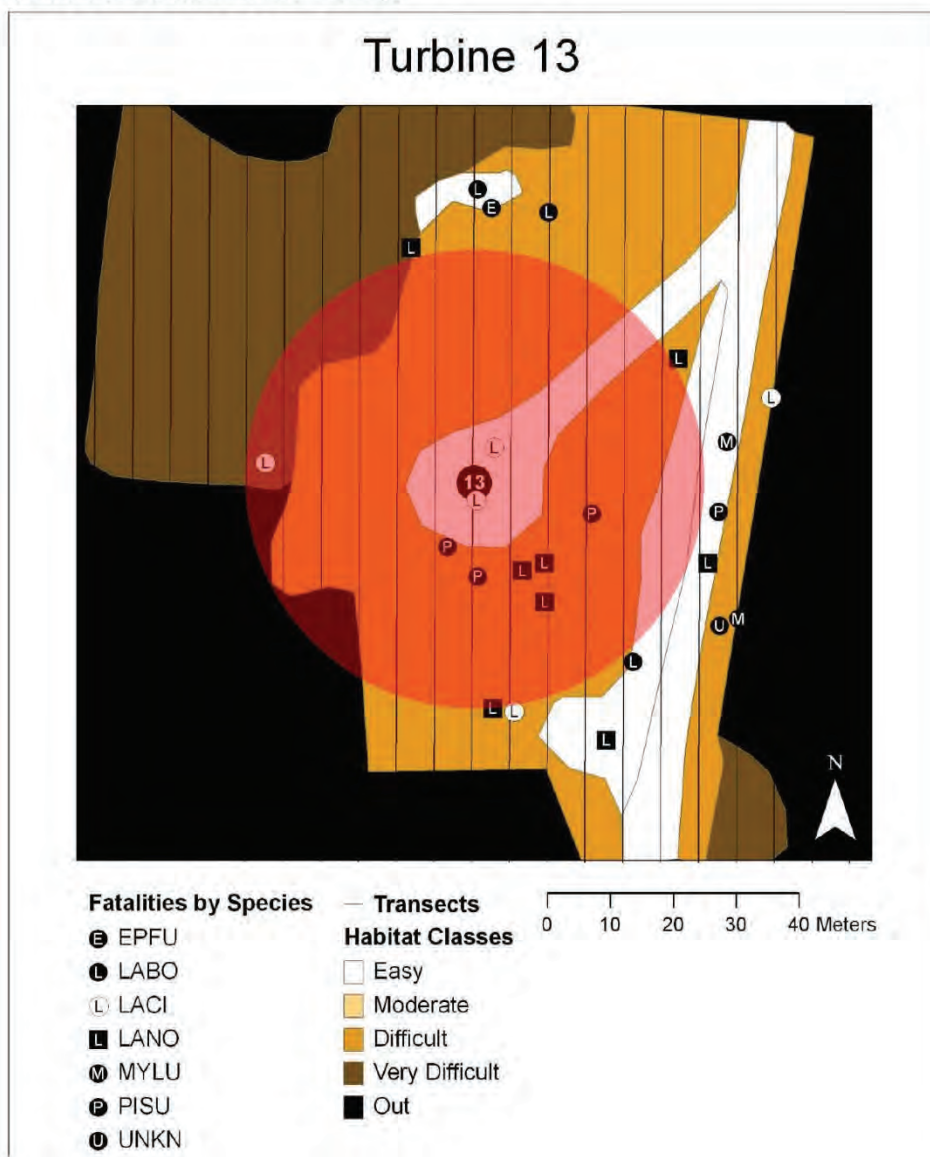 Turbine 13
L
E
L
L
L
L
M
L
L
13
L
P
P
P
L
L
L
P
L
M
U
L
L
L
L
N
Fatalities by Species
E EPFU
L LABO
L LACI
L LANO
M MYLU
P PISU
U UNKN
Transects
Habitat Classes
Easy
Moderate
Difficult
Very Difficult
Out
0 10 20 30 40 Meters